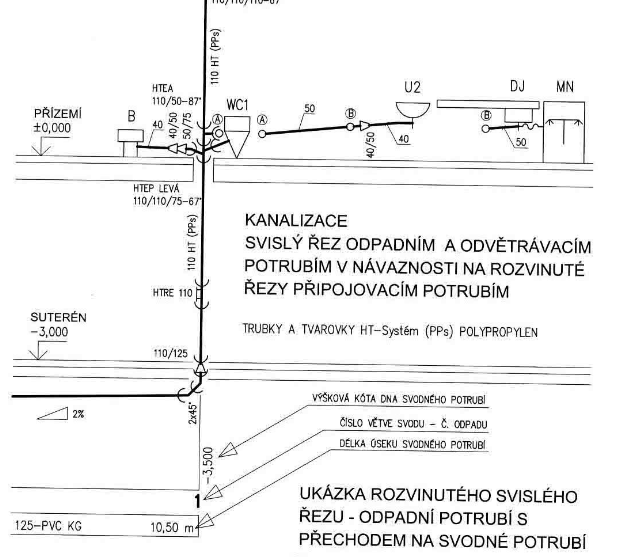 110/110/110-87°
110 HT (PPs)
HTEA
110/50-87°
PŘÍZEMÍ
±0,000
B
40
40/50
50/75
A
WC1
A
50
B
40/50
40
U2
B
DJ
50
MN
HTEP LEVÁ
110/110/75-67°
110 HT (PPs)
KANALIZACE
SVISLÝ ŘEZ ODPADNÍM A ODVĚTRÁVACÍM
POTRUBÍM V NÁVAZNOSTI NA ROZVINUTÉ
ŘEZY PŘIPOJOVACÍM POTRUBÍM
HTRE 110
SUTERÉN
-3,000
TRUBKY A TVAROVKY HT-Systém (PPs) POLYPROPYLEN
110/125
2%
2x45°
VÝŠKOVÁ KÓTA DNA SVODNÉHO POTRUBÍ
ČÍSLO VĚTVE SVODU - Č. ODPADU
DÉLKA ÚSEKU SVODNÉHO POTRUBÍ
-3,500
1
125-PVC KG
10,50 m
UKÁZKA ROZVINUTÉHO SVISLÉHO
ŘEZU - ODPADNÍ POTRUBÍ S
PŘECHODEM NA SVODNÉ POTRUBÍ